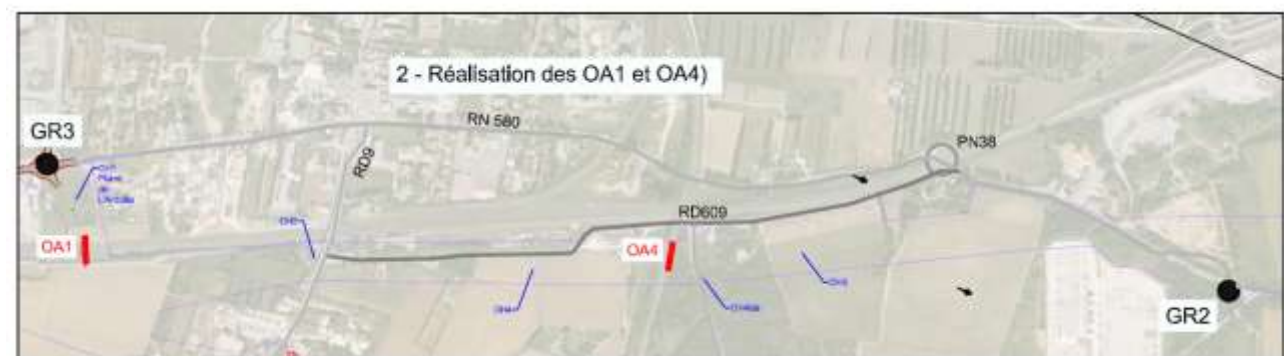 2 - Réalisation des OA1 et OA4)
RN 580
GR3
PN38
RD9
RD609
OA1
OA4
GR2